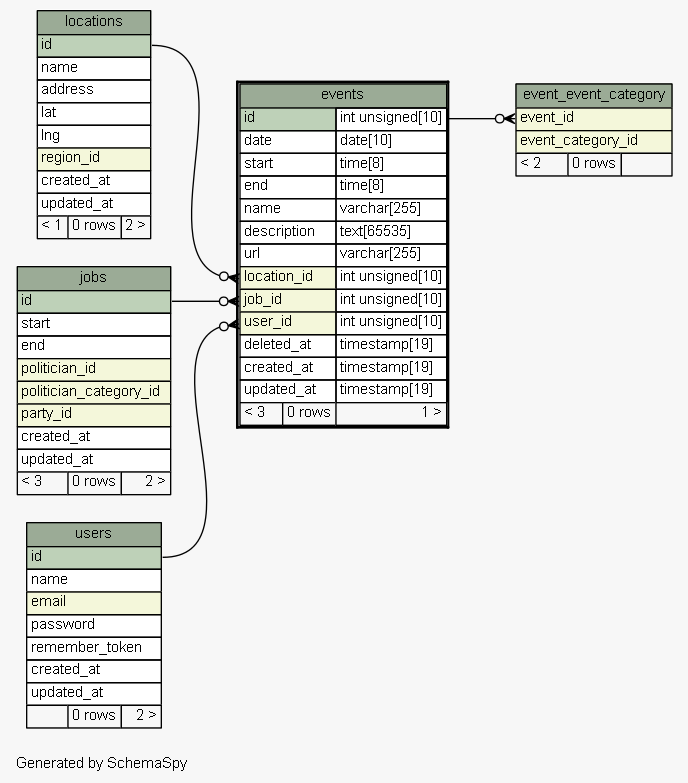 locations
id
name
address
lat
lng
region_id
created_at
updated_at
< 1 0 rows 2 >
jobs
id
start
end
politician_id
politician_category_id
party_id
created_at
updated_at
< 3 0 rows 2 >
users
id
name
email
password
remember_token
created_at
updated_at
0 rows 2 >
events
id int unsigned[10]
date date[10]
start time[8]
end time[8]
name varchar[255]
description text[65535]
url varchar[255]
location_id int unsigned[10]
job_id int unsigned[10]
user_id int unsigned[10]
deleted_at timestamp[19]
created_at timestamp[19]
updated_at timestamp[19]
< 3 0 rows 1 >
event_event_category
event_id
event_category_id
< 2 0 rows
Generated by SchemaSpy